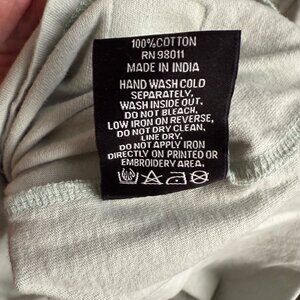 100%COTTON
RN 98011
MADE IN INDIA
HAND WASH COLD
SEPARATELY,
WASH INSIDE OUT,
DO NOT BLEACH,
LOW IRON ON REVERSE,
DO NOT DRY CLEAN,
LINE DRY.
DO NOT APPLY IRON
DIRECTLY ON PRINTED OR
EMBROIDERY AREA.